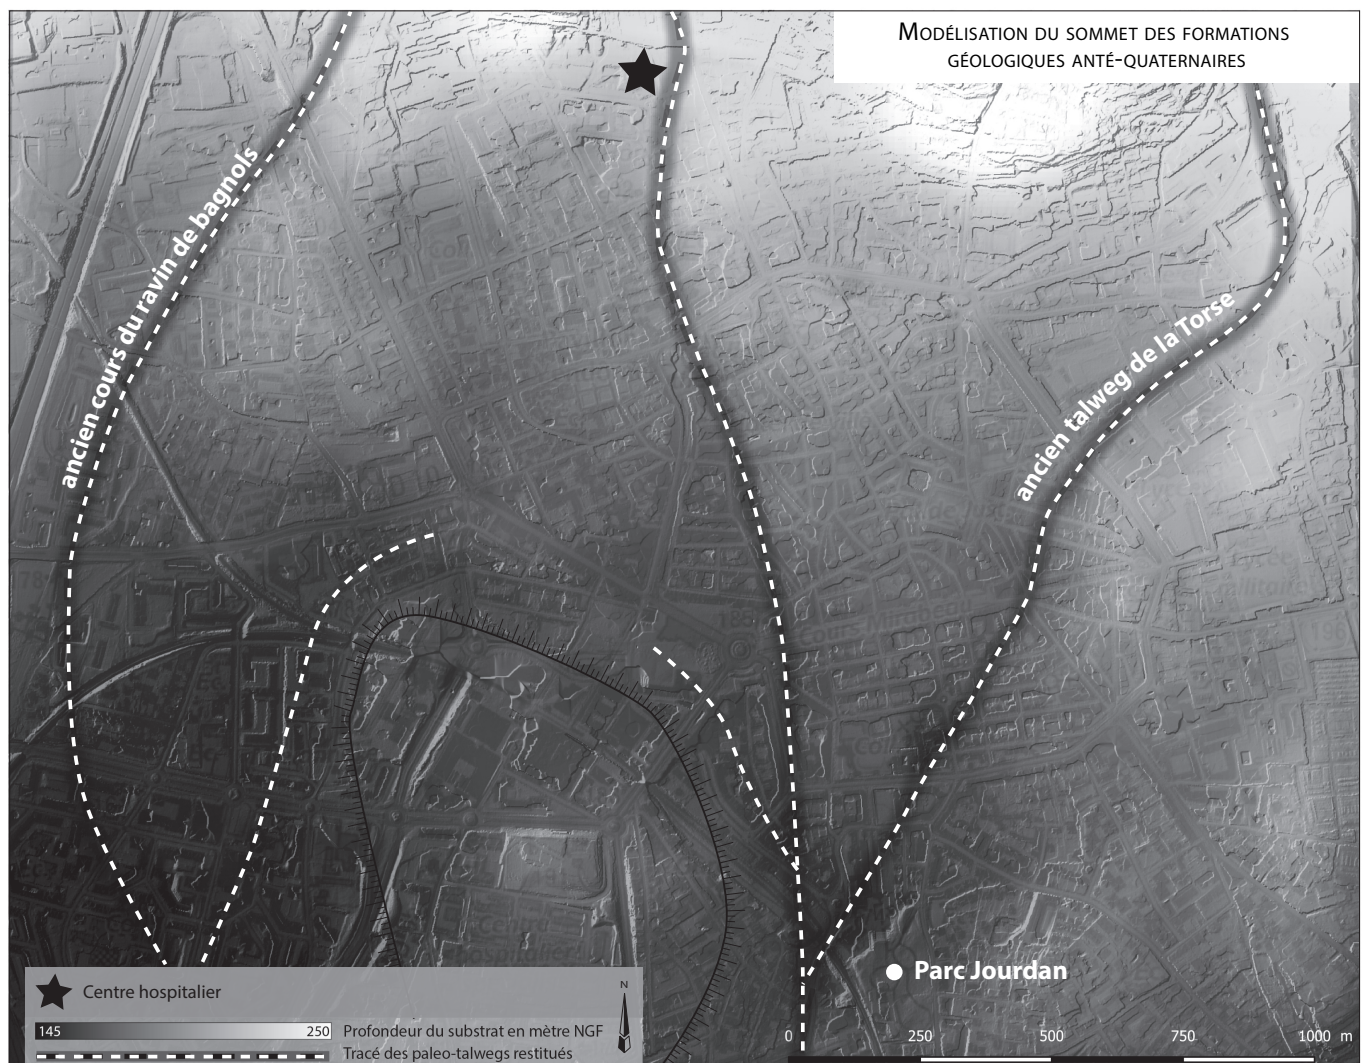 Modélisation du sommet des formations
géologiques anté-quaternaires
ancien cours du ravin de bagnols
ancien talweg de la Torse
Cours Mirabeau
Parc Jourdan
Centre hospitalier
N
145 250 Profondeur du substrat en mètre NGF
Tracé des paleo-talwegs restitués
0 250 500 750 1000 m